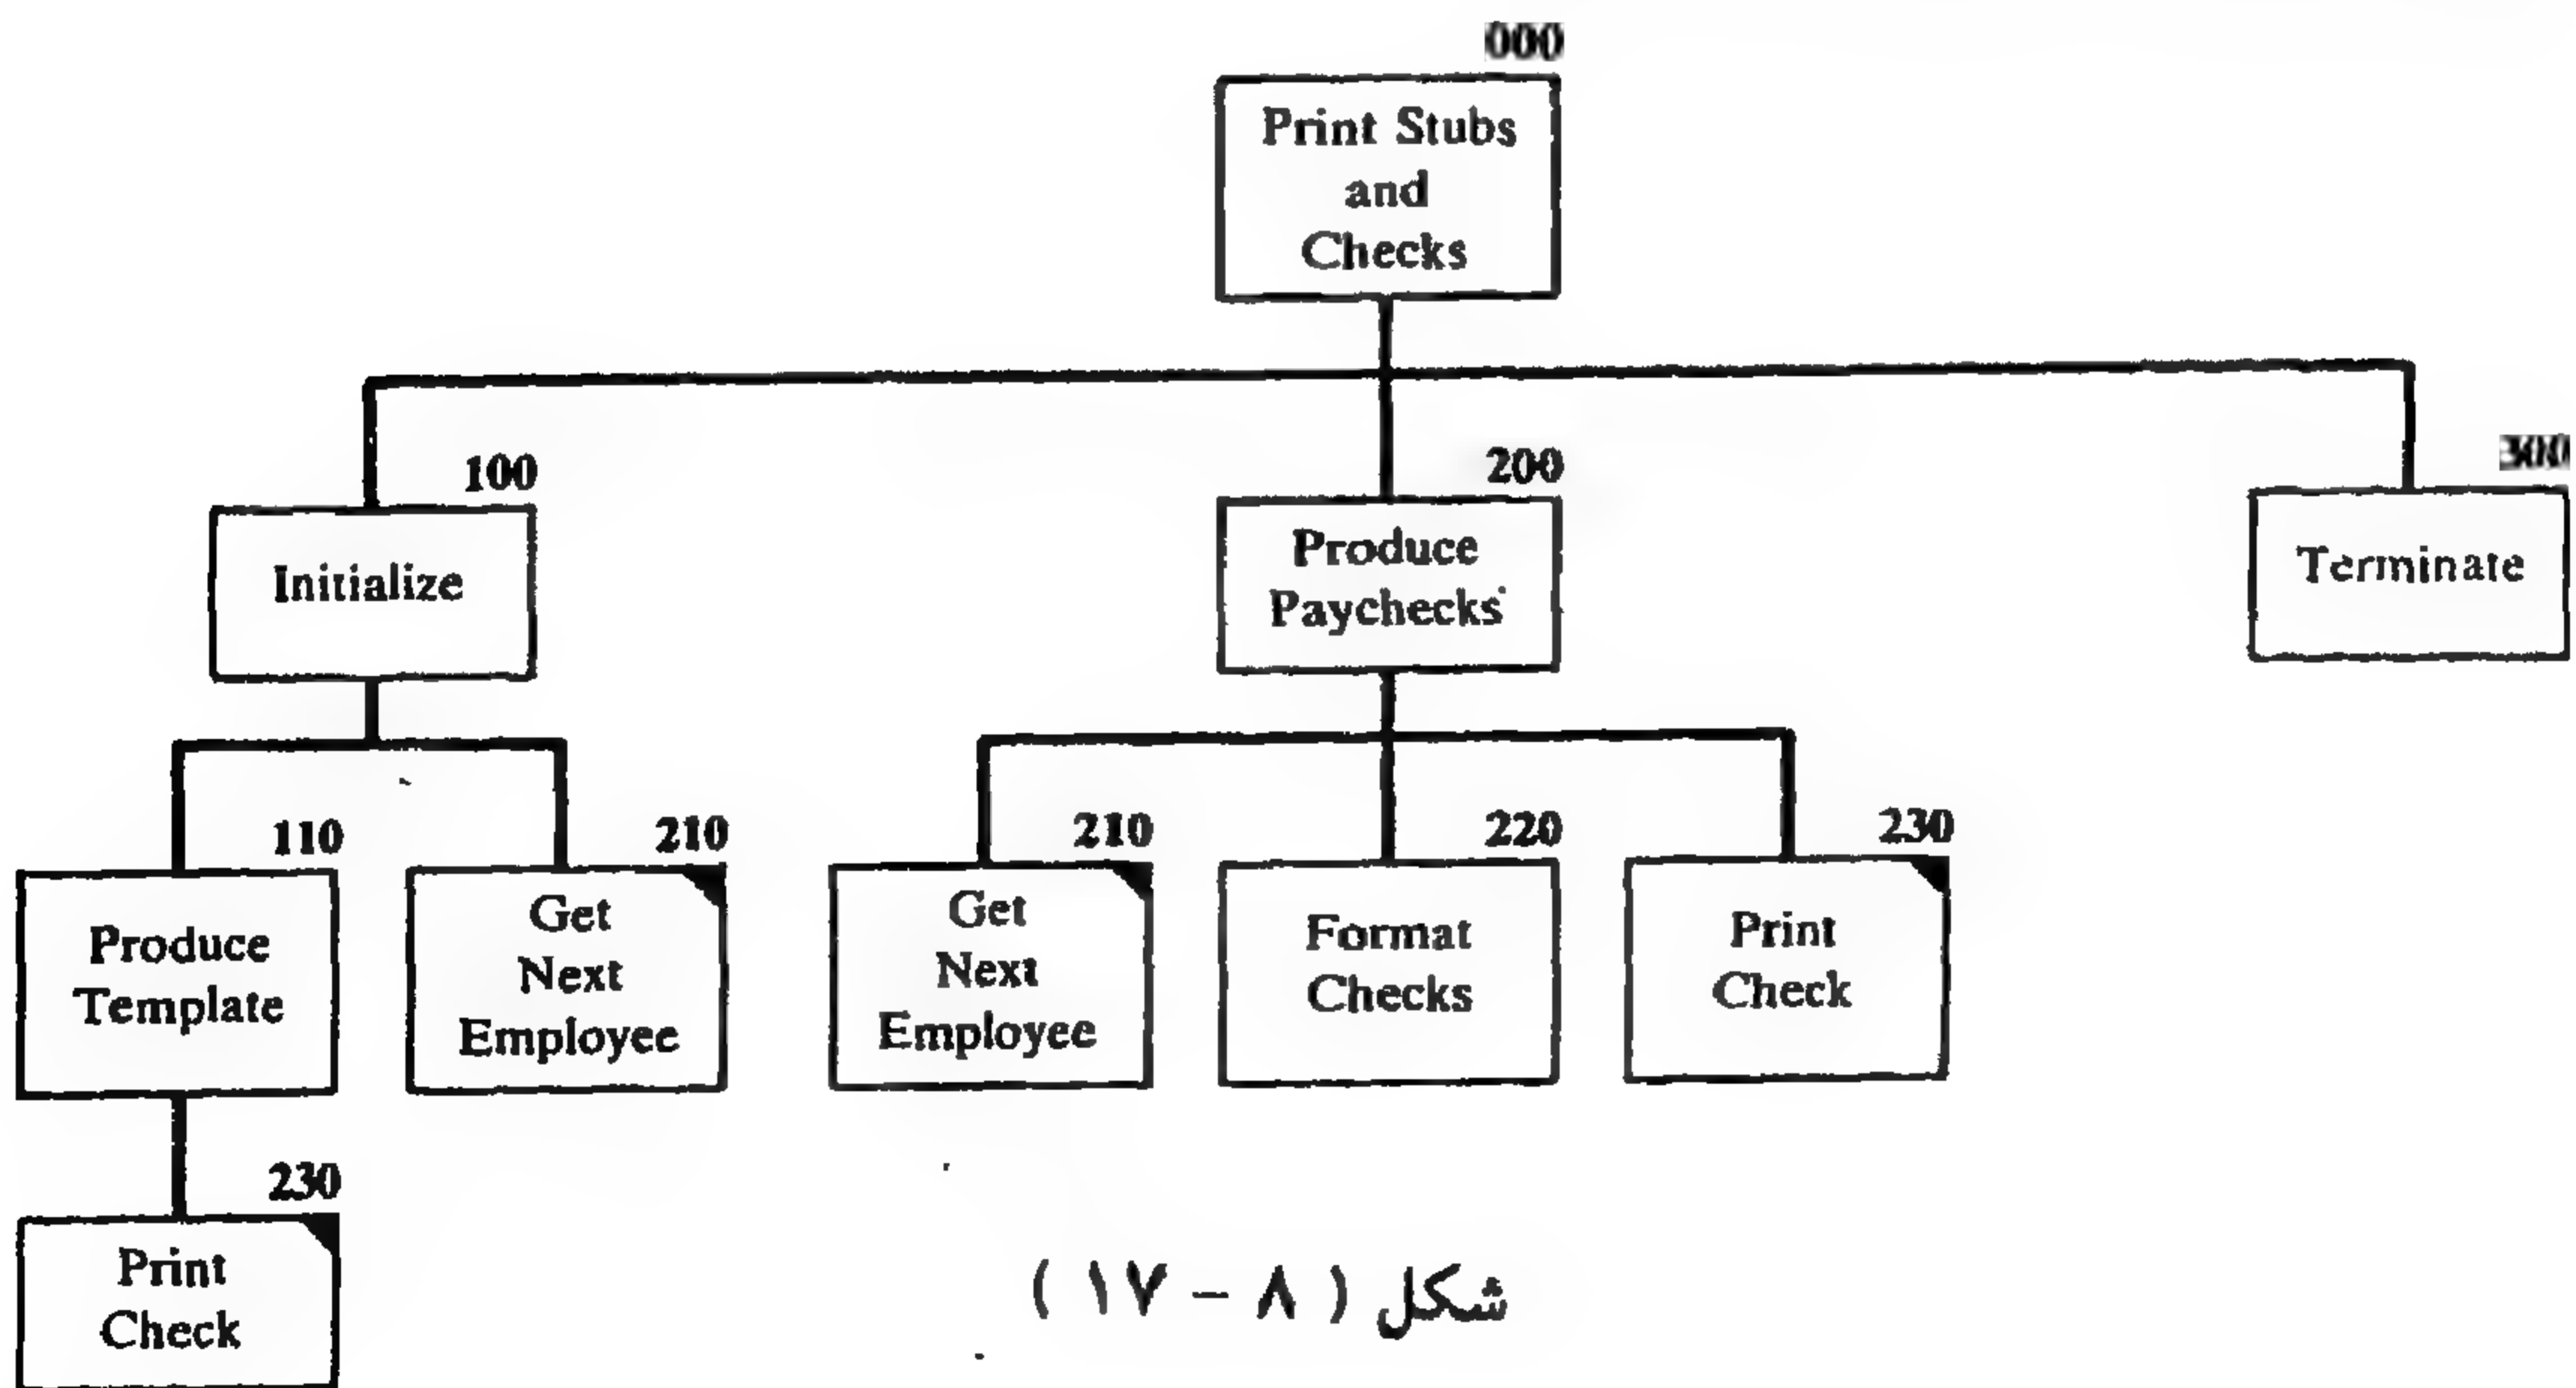 000
Print Stubs
and
Checks
100
Initialize
200
Produce
Paychecks
300
Terminate
110
Produce
Template
210
Get
Next
Employee
210
Get
Next
Employee
220
Format
Checks
230
Print
Check
230
Print
Check
شكل ( ٨ – ١٧ )